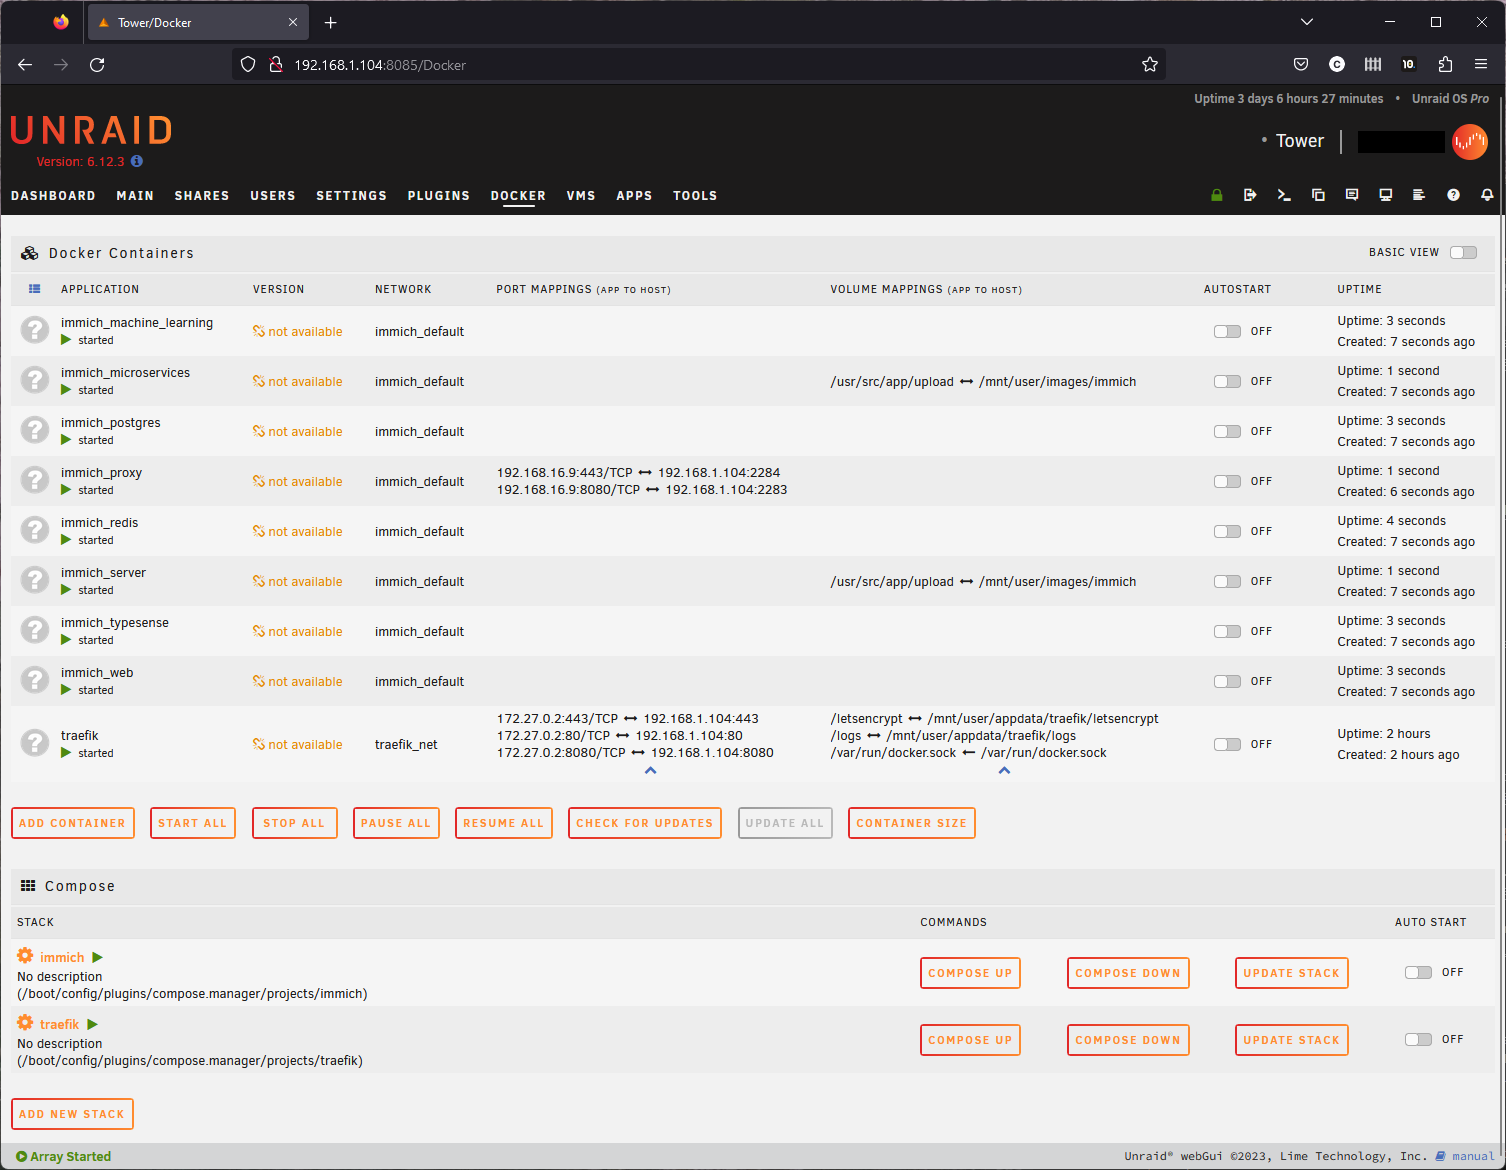 Tower/Docker
192.168.1.104:8085/Docker
Uptime 3 days 6 hours 27 minutes • Unraid OS Pro
UNRAID
Version: 6.12.3
• Tower
DASHBOARD MAIN SHARES USERS SETTINGS PLUGINS DOCKER VMS APPS TOOLS
Docker Containers
BASIC VIEW
APPLICATION VERSION NETWORK PORT MAPPINGS (APP TO HOST) VOLUME MAPPINGS (APP TO HOST) AUTOSTART UPTIME
immich_machine_learning
started
not available
immich_default
OFF
Uptime: 3 seconds
Created: 7 seconds ago
immich_microservices
started
not available
immich_default
/usr/src/app/upload ↔ /mnt/user/images/immich
OFF
Uptime: 1 second
Created: 7 seconds ago
immich_postgres
started
not available
immich_default
OFF
Uptime: 3 seconds
Created: 7 seconds ago
immich_proxy
started
not available
immich_default
192.168.16.9:443/TCP ↔ 192.168.1.104:2284
192.168.16.9:8080/TCP ↔ 192.168.1.104:2283
OFF
Uptime: 1 second
Created: 6 seconds ago
immich_redis
started
not available
immich_default
OFF
Uptime: 4 seconds
Created: 7 seconds ago
immich_server
started
not available
immich_default
/usr/src/app/upload ↔ /mnt/user/images/immich
OFF
Uptime: 1 second
Created: 7 seconds ago
immich_typesense
started
not available
immich_default
OFF
Uptime: 3 seconds
Created: 7 seconds ago
immich_web
started
not available
immich_default
OFF
Uptime: 3 seconds
Created: 7 seconds ago
traefik
started
not available
traefik_net
172.27.0.2:443/TCP ↔ 192.168.1.104:443
172.27.0.2:80/TCP ↔ 192.168.1.104:80
172.27.0.2:8080/TCP ↔ 192.168.1.104:8080
/letsencrypt ↔ /mnt/user/appdata/traefik/letsencrypt
/logs ↔ /mnt/user/appdata/traefik/logs
/var/run/docker.sock ← /var/run/docker.sock
OFF
Uptime: 2 hours
Created: 2 hours ago
ADD CONTAINER START ALL STOP ALL PAUSE ALL RESUME ALL CHECK FOR UPDATES UPDATE ALL CONTAINER SIZE
Compose
STACK COMMANDS AUTO START
immich
No description
(/boot/config/plugins/compose.manager/projects/immich)
COMPOSE UP COMPOSE DOWN UPDATE STACK OFF
traefik
No description
(/boot/config/plugins/compose.manager/projects/traefik)
COMPOSE UP COMPOSE DOWN UPDATE STACK OFF
ADD NEW STACK
Array Started
Unraid® webGui ©2023, Lime Technology, Inc. manual